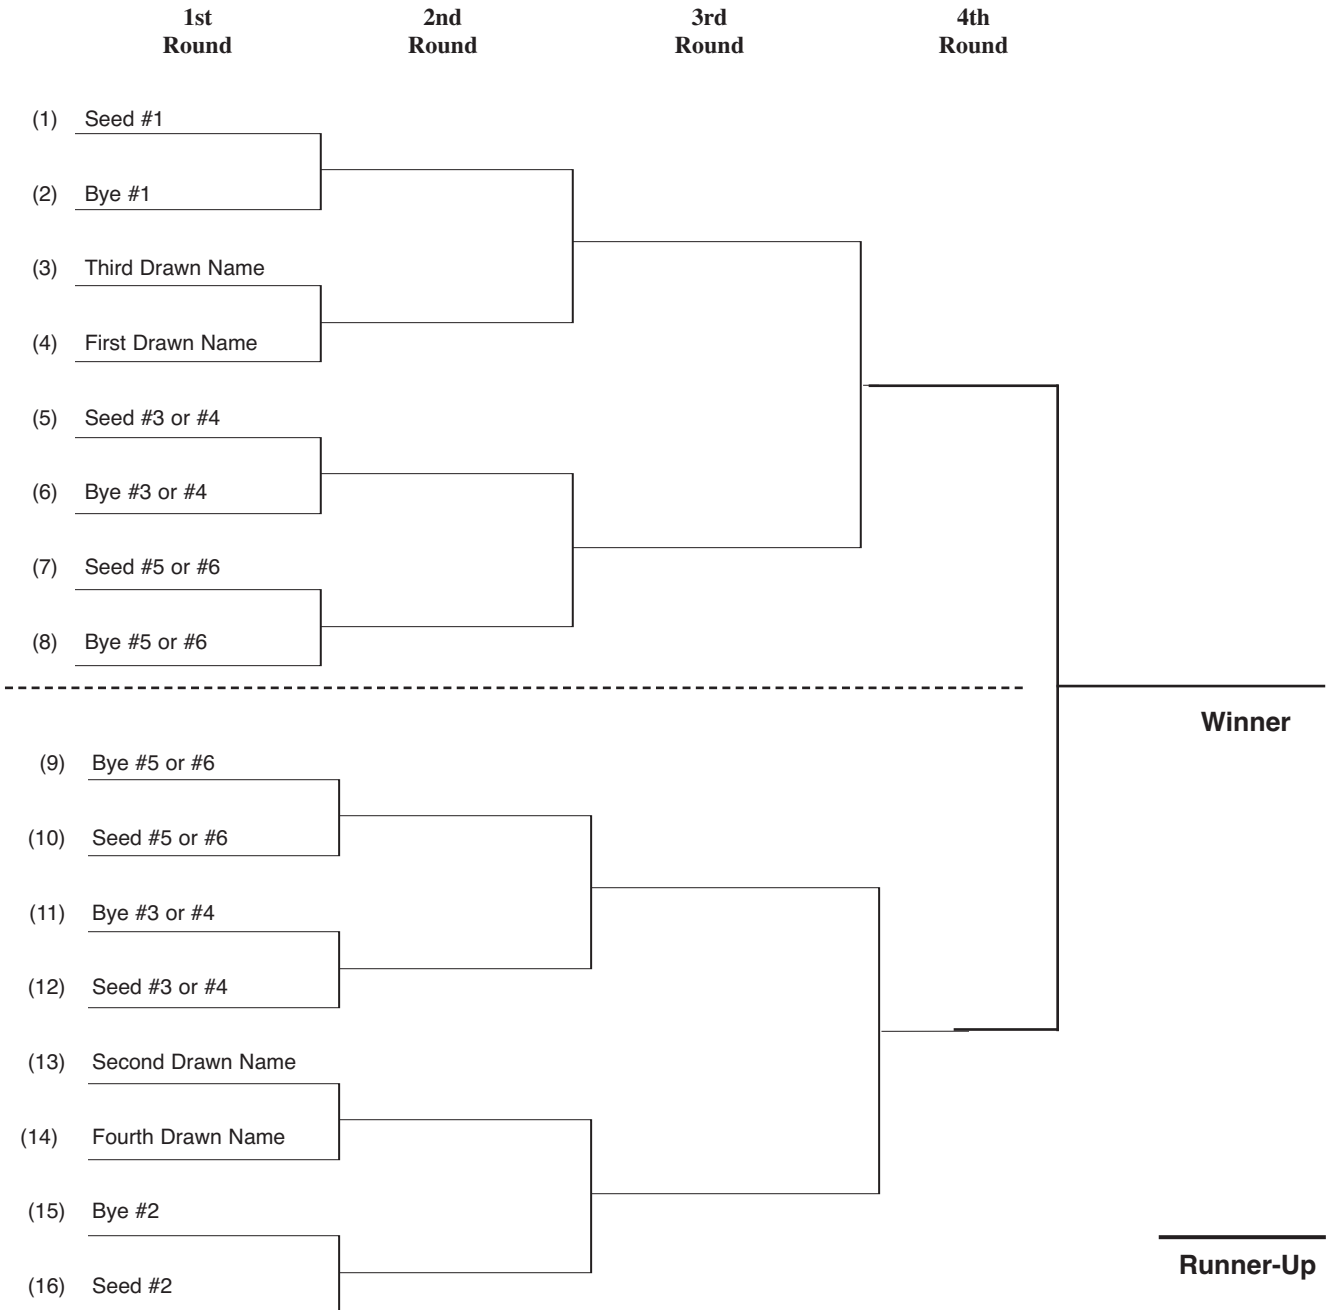 1st 2nd 3rd 4th
Round Round Round Round
(1) Seed #1
(2) Bye #1
(3) Third Drawn Name
(4) First Drawn Name
(5) Seed #3 or #4
(6) Bye #3 or #4
(7) Seed #5 or #6
(8) Bye #5 or #6
Winner
(9) Bye #5 or #6
(10) Seed #5 or #6
(11) Bye #3 or #4
(12) Seed #3 or #4
(13) Second Drawn Name
(14) Fourth Drawn Name
(15) Bye #2
Runner-Up
(16) Seed #2